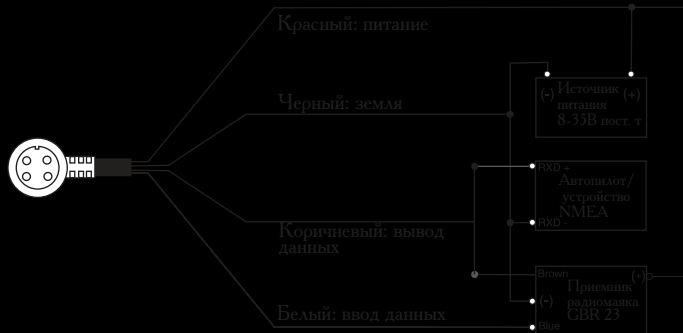 Красный: питание
Черный: земля
(-)
Источник
питания
8-35В пост. т
(+)
RXD +
Автопилот/
устройство
NMEA
RXD -
Коричневый: вывод
данных
Brown
(+)
(-)
Приемник
радиомаяка
GBR 23
Белый: ввод данных
Blue